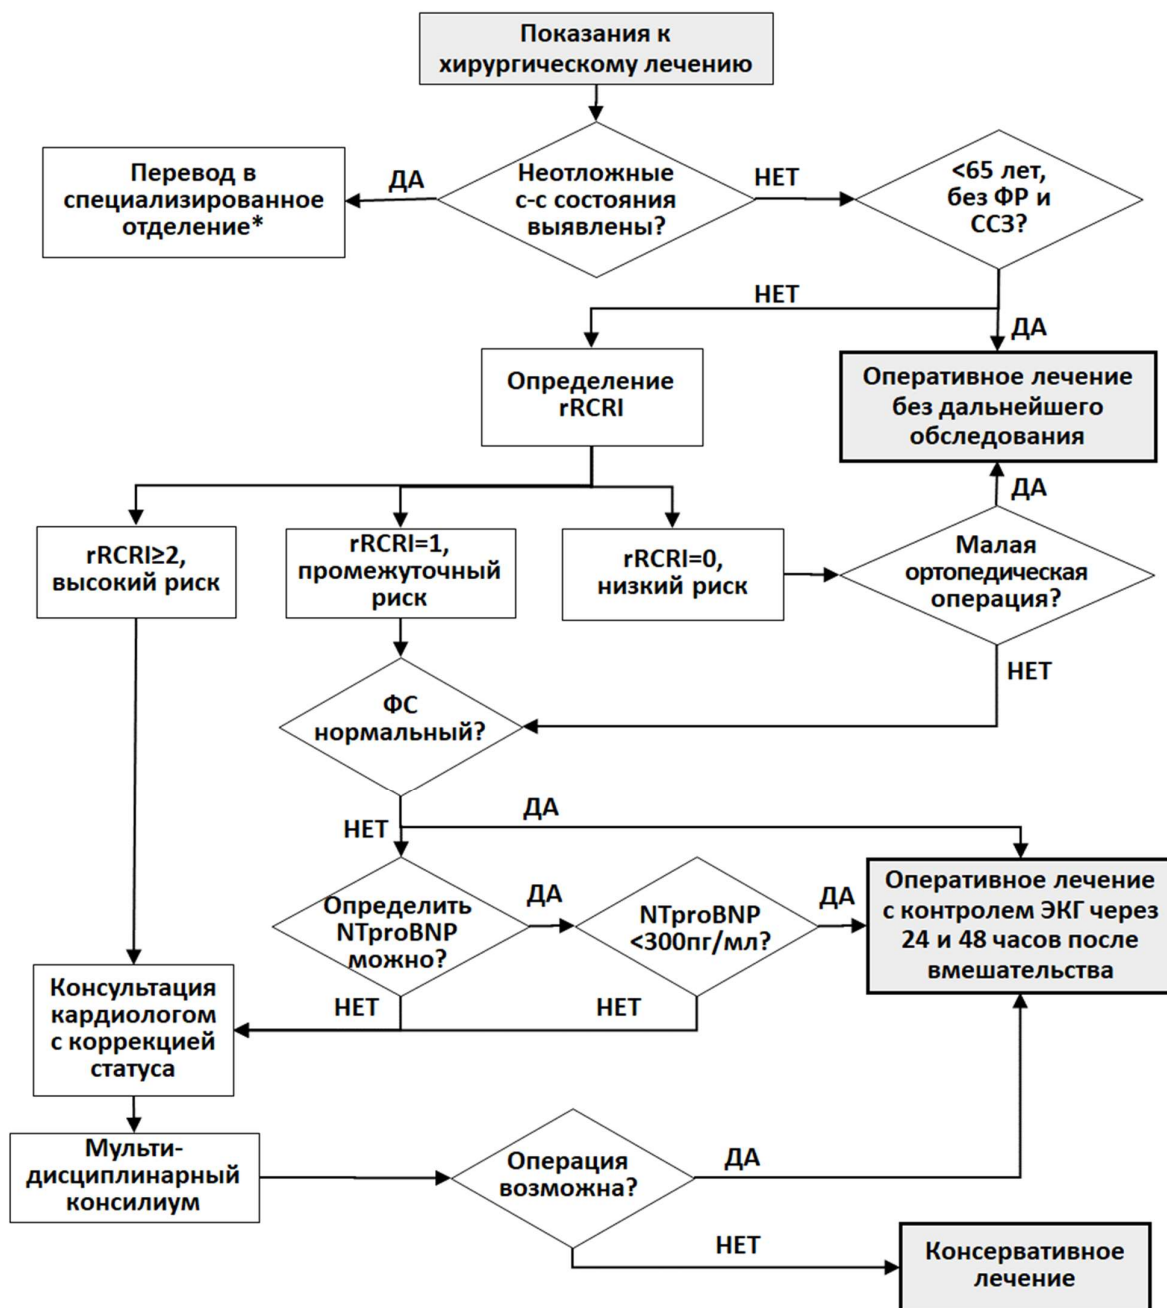 Показания к
хирургическому лечению
Перевод в
специализированное
отделение*
ДА
Неотложные
с-с состояния
выявлены?
НЕТ
<65 лет,
без ФР и
ССЗ?
НЕТ
ДА
Определение
rRCRI
Оперативное лечение
без дальнейшего
обследования
ДА
rRCRI≥2,
высокий риск
rRCRI=1,
промежуточный
риск
rRCRI=0,
низкий риск
Малая
ортопедическая
операция?
НЕТ
ФС
нормальный?
ДА
НЕТ
Определить
NTproBNP
можно?
ДА
NTproBNP
<300пг/мл?
ДА
Оперативное лечение
с контролем ЭКГ через
24 и 48 часов после
вмешательства
НЕТ
НЕТ
Консультация
кардиологом
с коррекцией
статуса
Мульти-
дисциплинарный
консилиум
Операция
возможна?
ДА
НЕТ
Консервативное
лечение